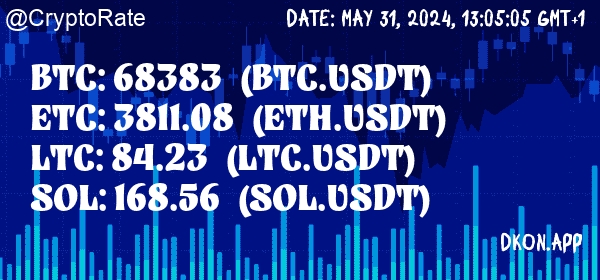 @CryptoRate
DATE: MAY 31, 2024, 13:05:05 GMT+1
BTC: 68383 (BTC.USDT)
ETC: 3811.08 (ETH.USDT)
LTC: 84.23 (LTC.USDT)
SOL: 168.56 (SOL.USDT)
DKON.APP